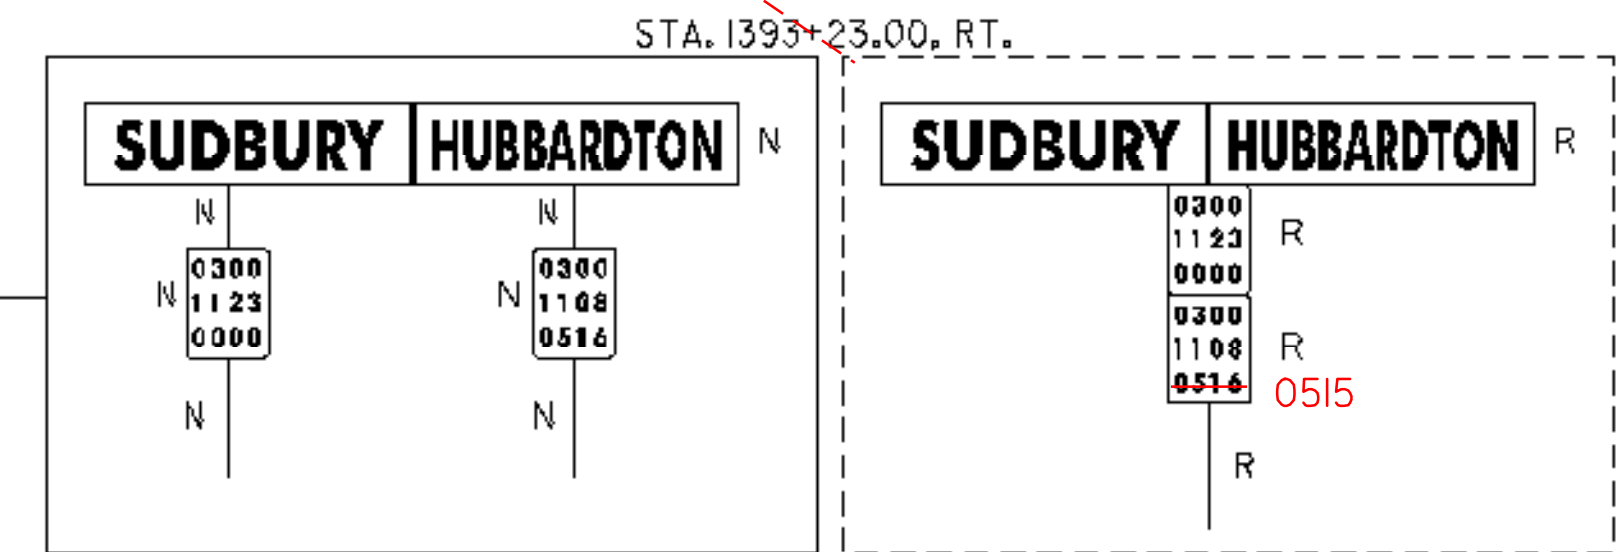 STA. 1393+23.00, RT.
SUDBURY HUBBARDTON N
N N
N 0300
1123
0000
N 0300
1108
0516
N N
SUDBURY HUBBARDTON R
0300
1123
0000
R
0300
1108
0516
R
0515
R